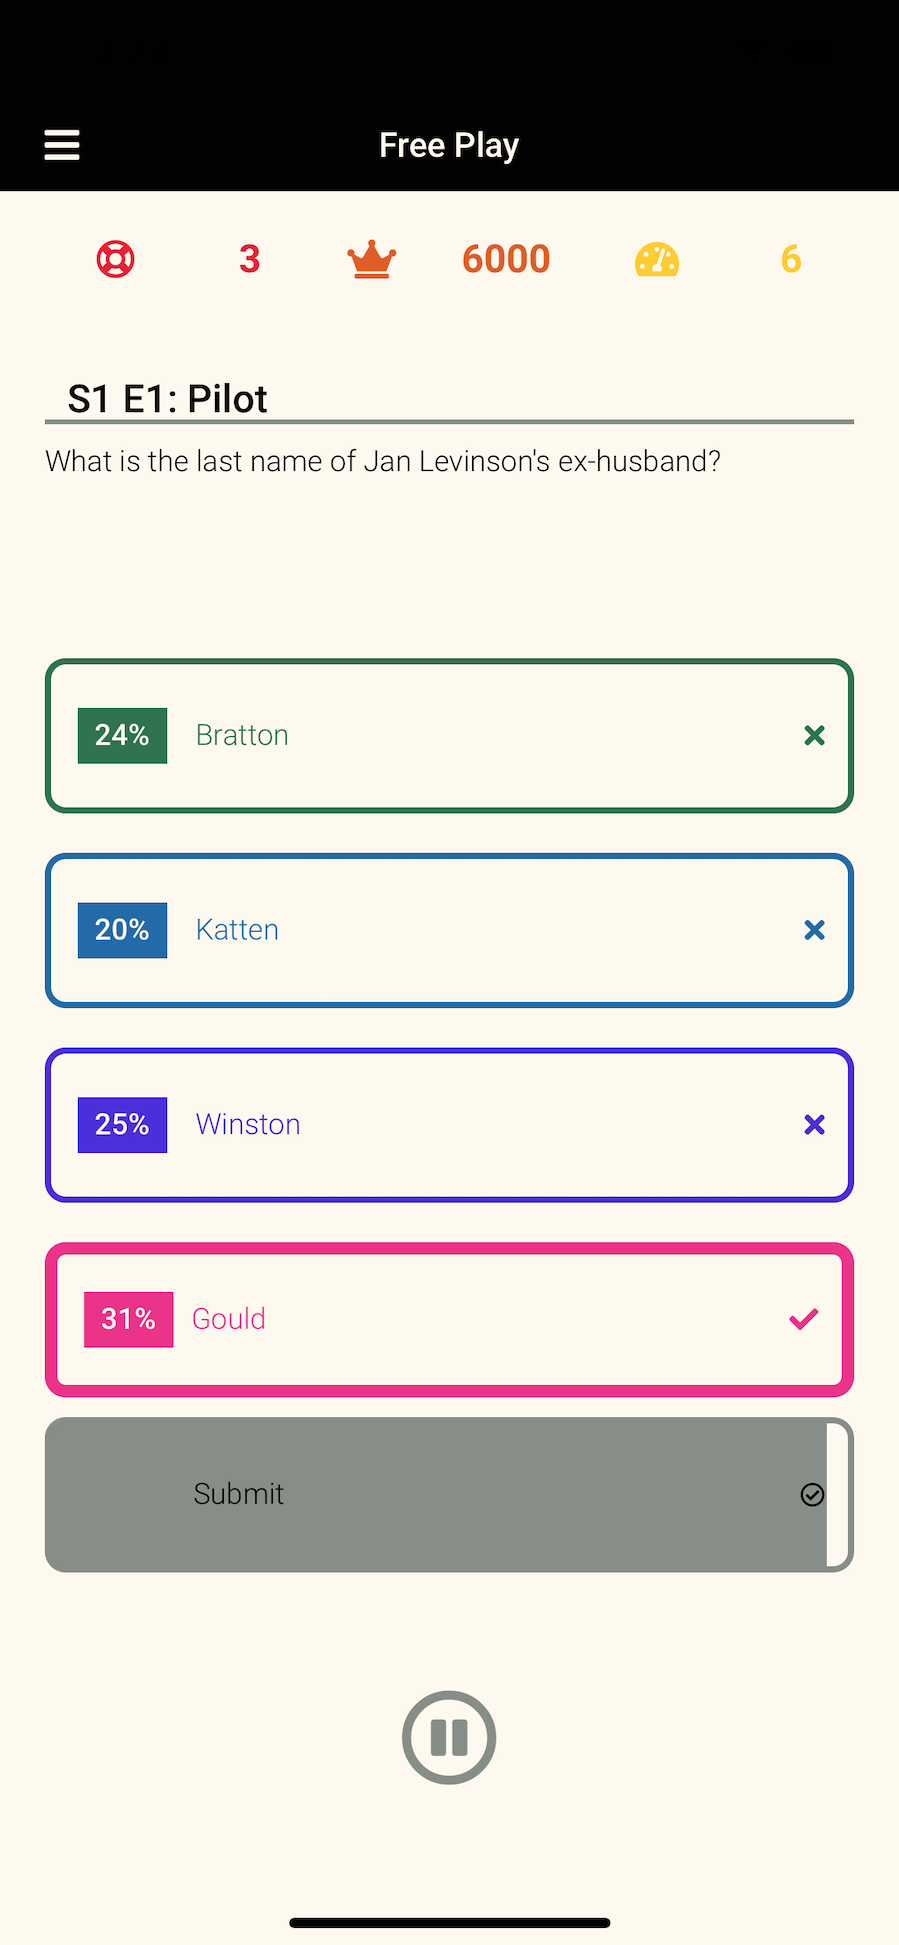 Free Play
3 6000 6
S1 E1: Pilot
What is the last name of Jan Levinson's ex-husband?
24% Bratton
20% Katten
25% Winston
31% Gould
Submit